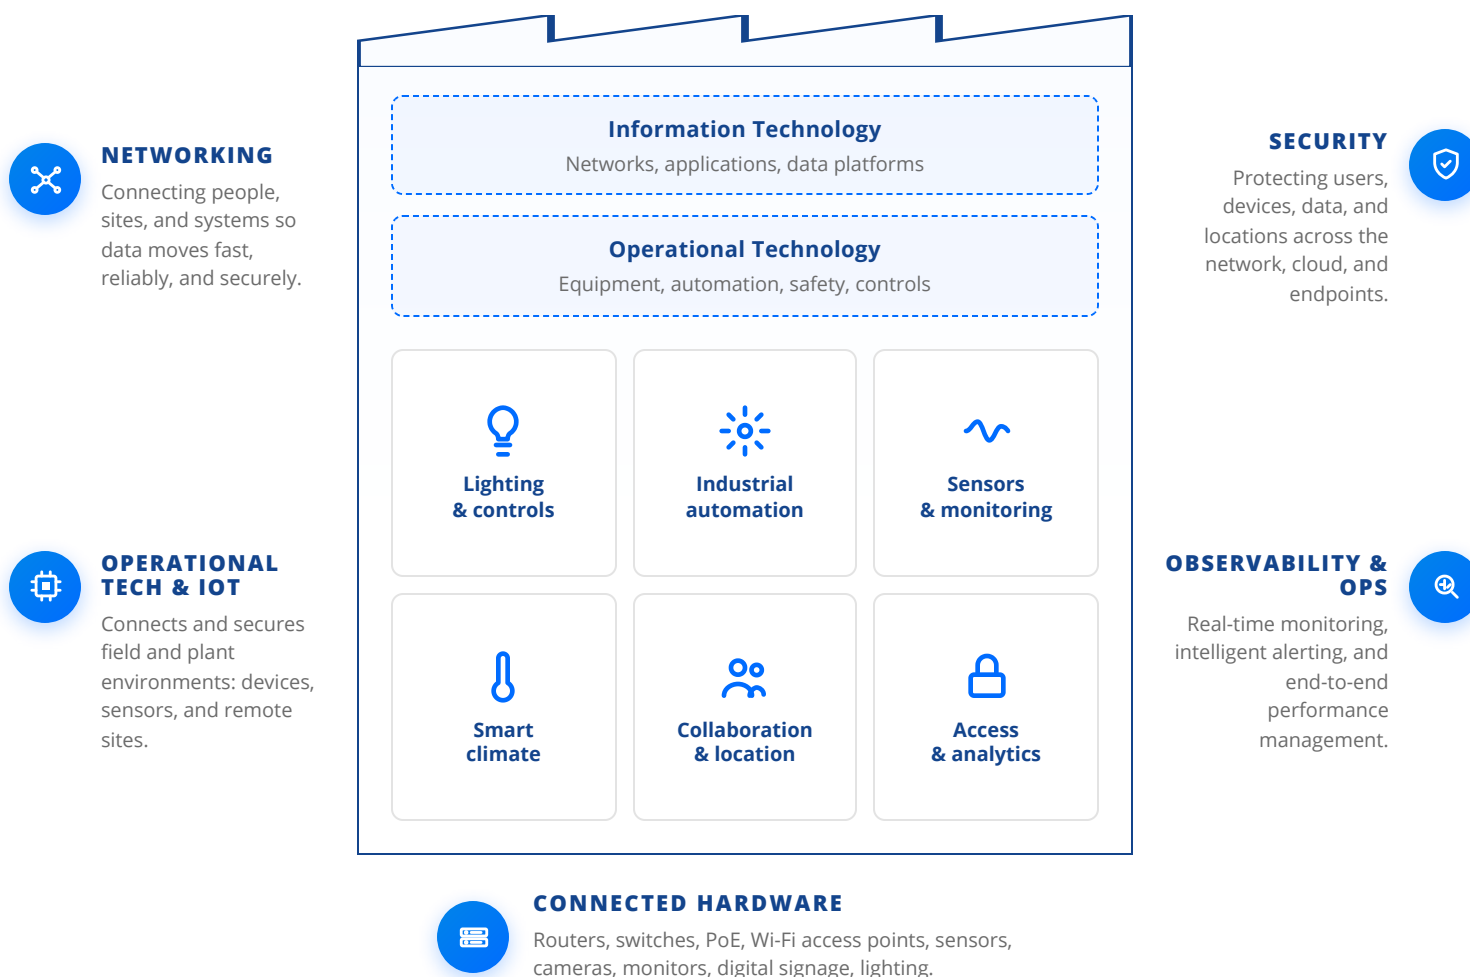 Information Technology
Networks, applications, data platforms
Operational Technology
Equipment, automation, safety, controls
NETWORKING
Connecting people,
sites, and systems so
data moves fast,
reliably, and securely.
SECURITY
Protecting users,
devices, data, and
locations across the
network, cloud, and
endpoints.
Lighting
& controls
Industrial
automation
Sensors
& monitoring
OPERATIONAL
TECH & IOT
Connects and secures
field and plant
environments: devices,
sensors, and remote
sites.
Smart
climate
Collaboration
& location
Access
& analytics
OBSERVABILITY &
OPS
Real-time monitoring,
intelligent alerting, and
end-to-end
performance
management.
CONNECTED HARDWARE
Routers, switches, PoE, Wi-Fi access points, sensors,
cameras, monitors, digital signage, lighting.